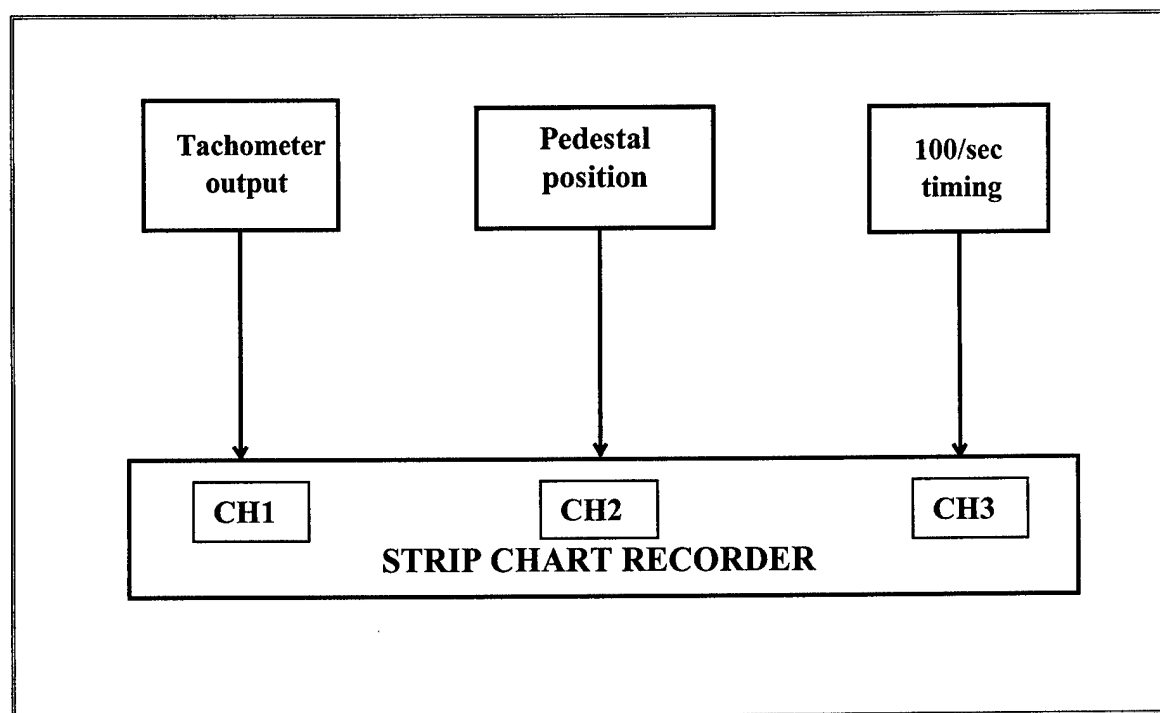 Tachometer
output
Pedestal
position
100/sec
timing
CH1
CH2
CH3
STRIP CHART RECORDER